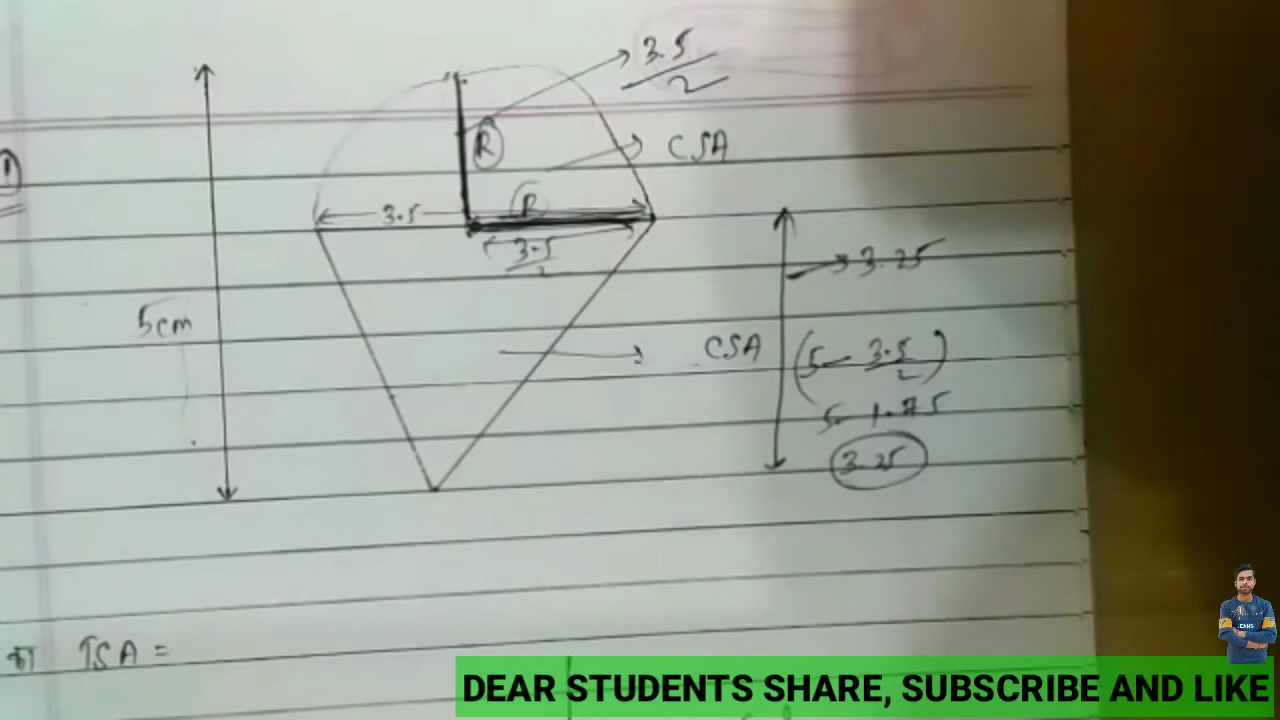 3.5
2
1
R
CSA
3.5
R
3.5
2
3.25
5cm
CSA
(5 - 3.5/2)
5 - 1.75
3.25
का TSA =
DEAR STUDENTS SHARE, SUBSCRIBE AND LIKE